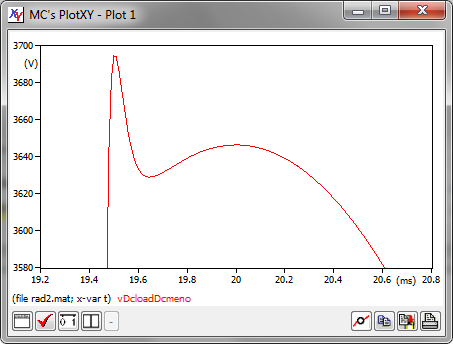 MC's PlotXY - Plot 1
3700
(V)
3680
3660
3640
3620
3600
3580
19.2 19.4 19.6 19.8 20 20.2 20.4 20.6 (ms) 20.8
(file rad2.mat; x-var t) vDcloadDcmeno